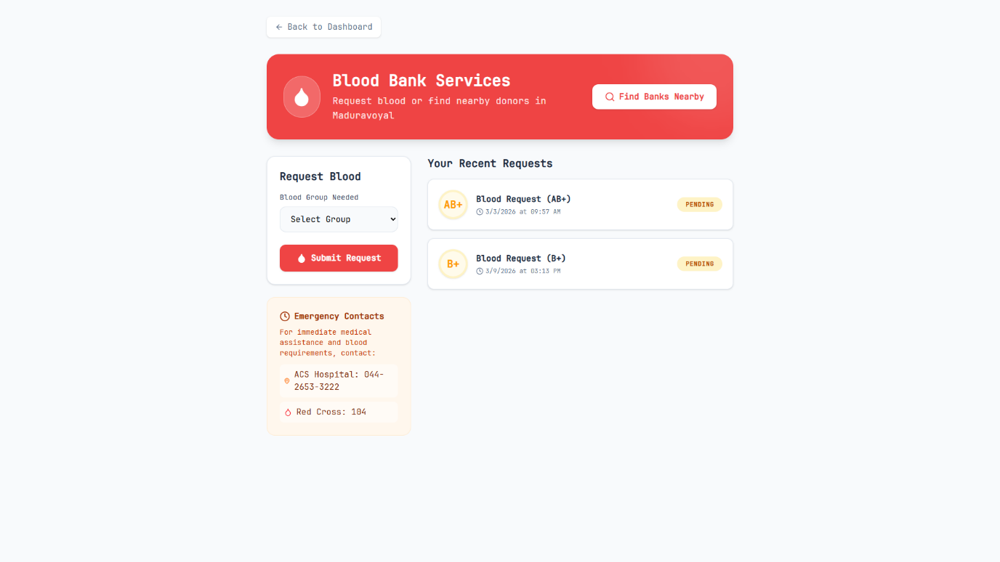 Back to Dashboard
Blood Bank Services
Request blood or find nearby donors in
Maduravoyal
Find Banks Nearby
Request Blood
Blood Group Needed
Select Group
Submit Request
Emergency Contacts
For immediate medical
assistance and blood
requirements, contact:
ACS Hospital: 044-
2653-3222
Red Cross: 104
Your Recent Requests
AB+
Blood Request (AB+)
3/3/2026 at 09:57 AM
PENDING
B+
Blood Request (B+)
3/9/2026 at 03:13 PM
PENDING